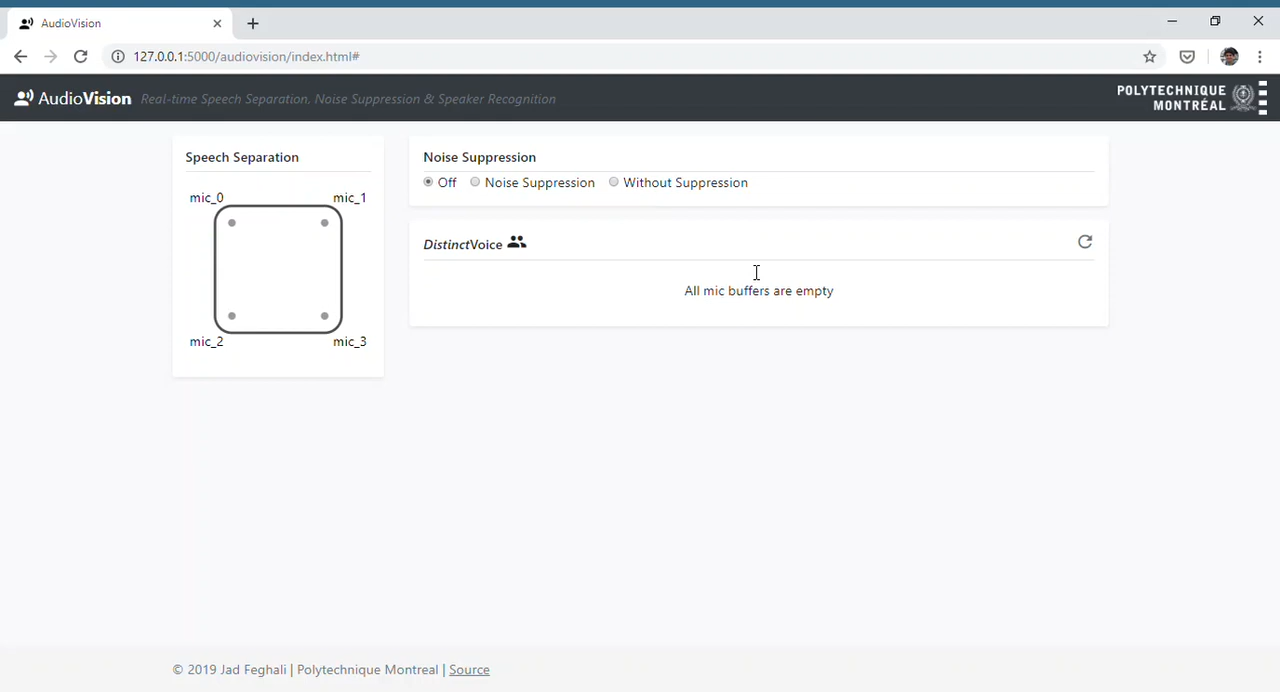 AudioVision
127.0.0.1:5000/audiovision/index.html#
AudioVision Real-time Speech Separation, Noise Suppression & Speaker Recognition
POLYTECHNIQUE
MONTRÉAL
Speech Separation
mic_0 mic_1
mic_2 mic_3
Noise Suppression
Off Noise Suppression Without Suppression
DistinctVoice
All mic buffers are empty
© 2019 Jad Feghali | Polytechnique Montreal | Source